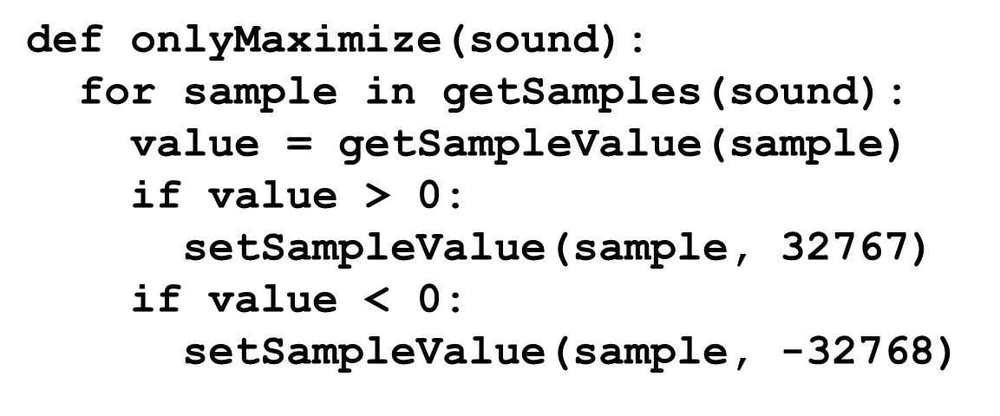 def onlyMaximize(sound):
  for sample in getSamples(sound):
    value = getSampleValue(sample)
    if value > 0:
      setSampleValue(sample, 32767)
    if value < 0:
      setSampleValue(sample, -32768)